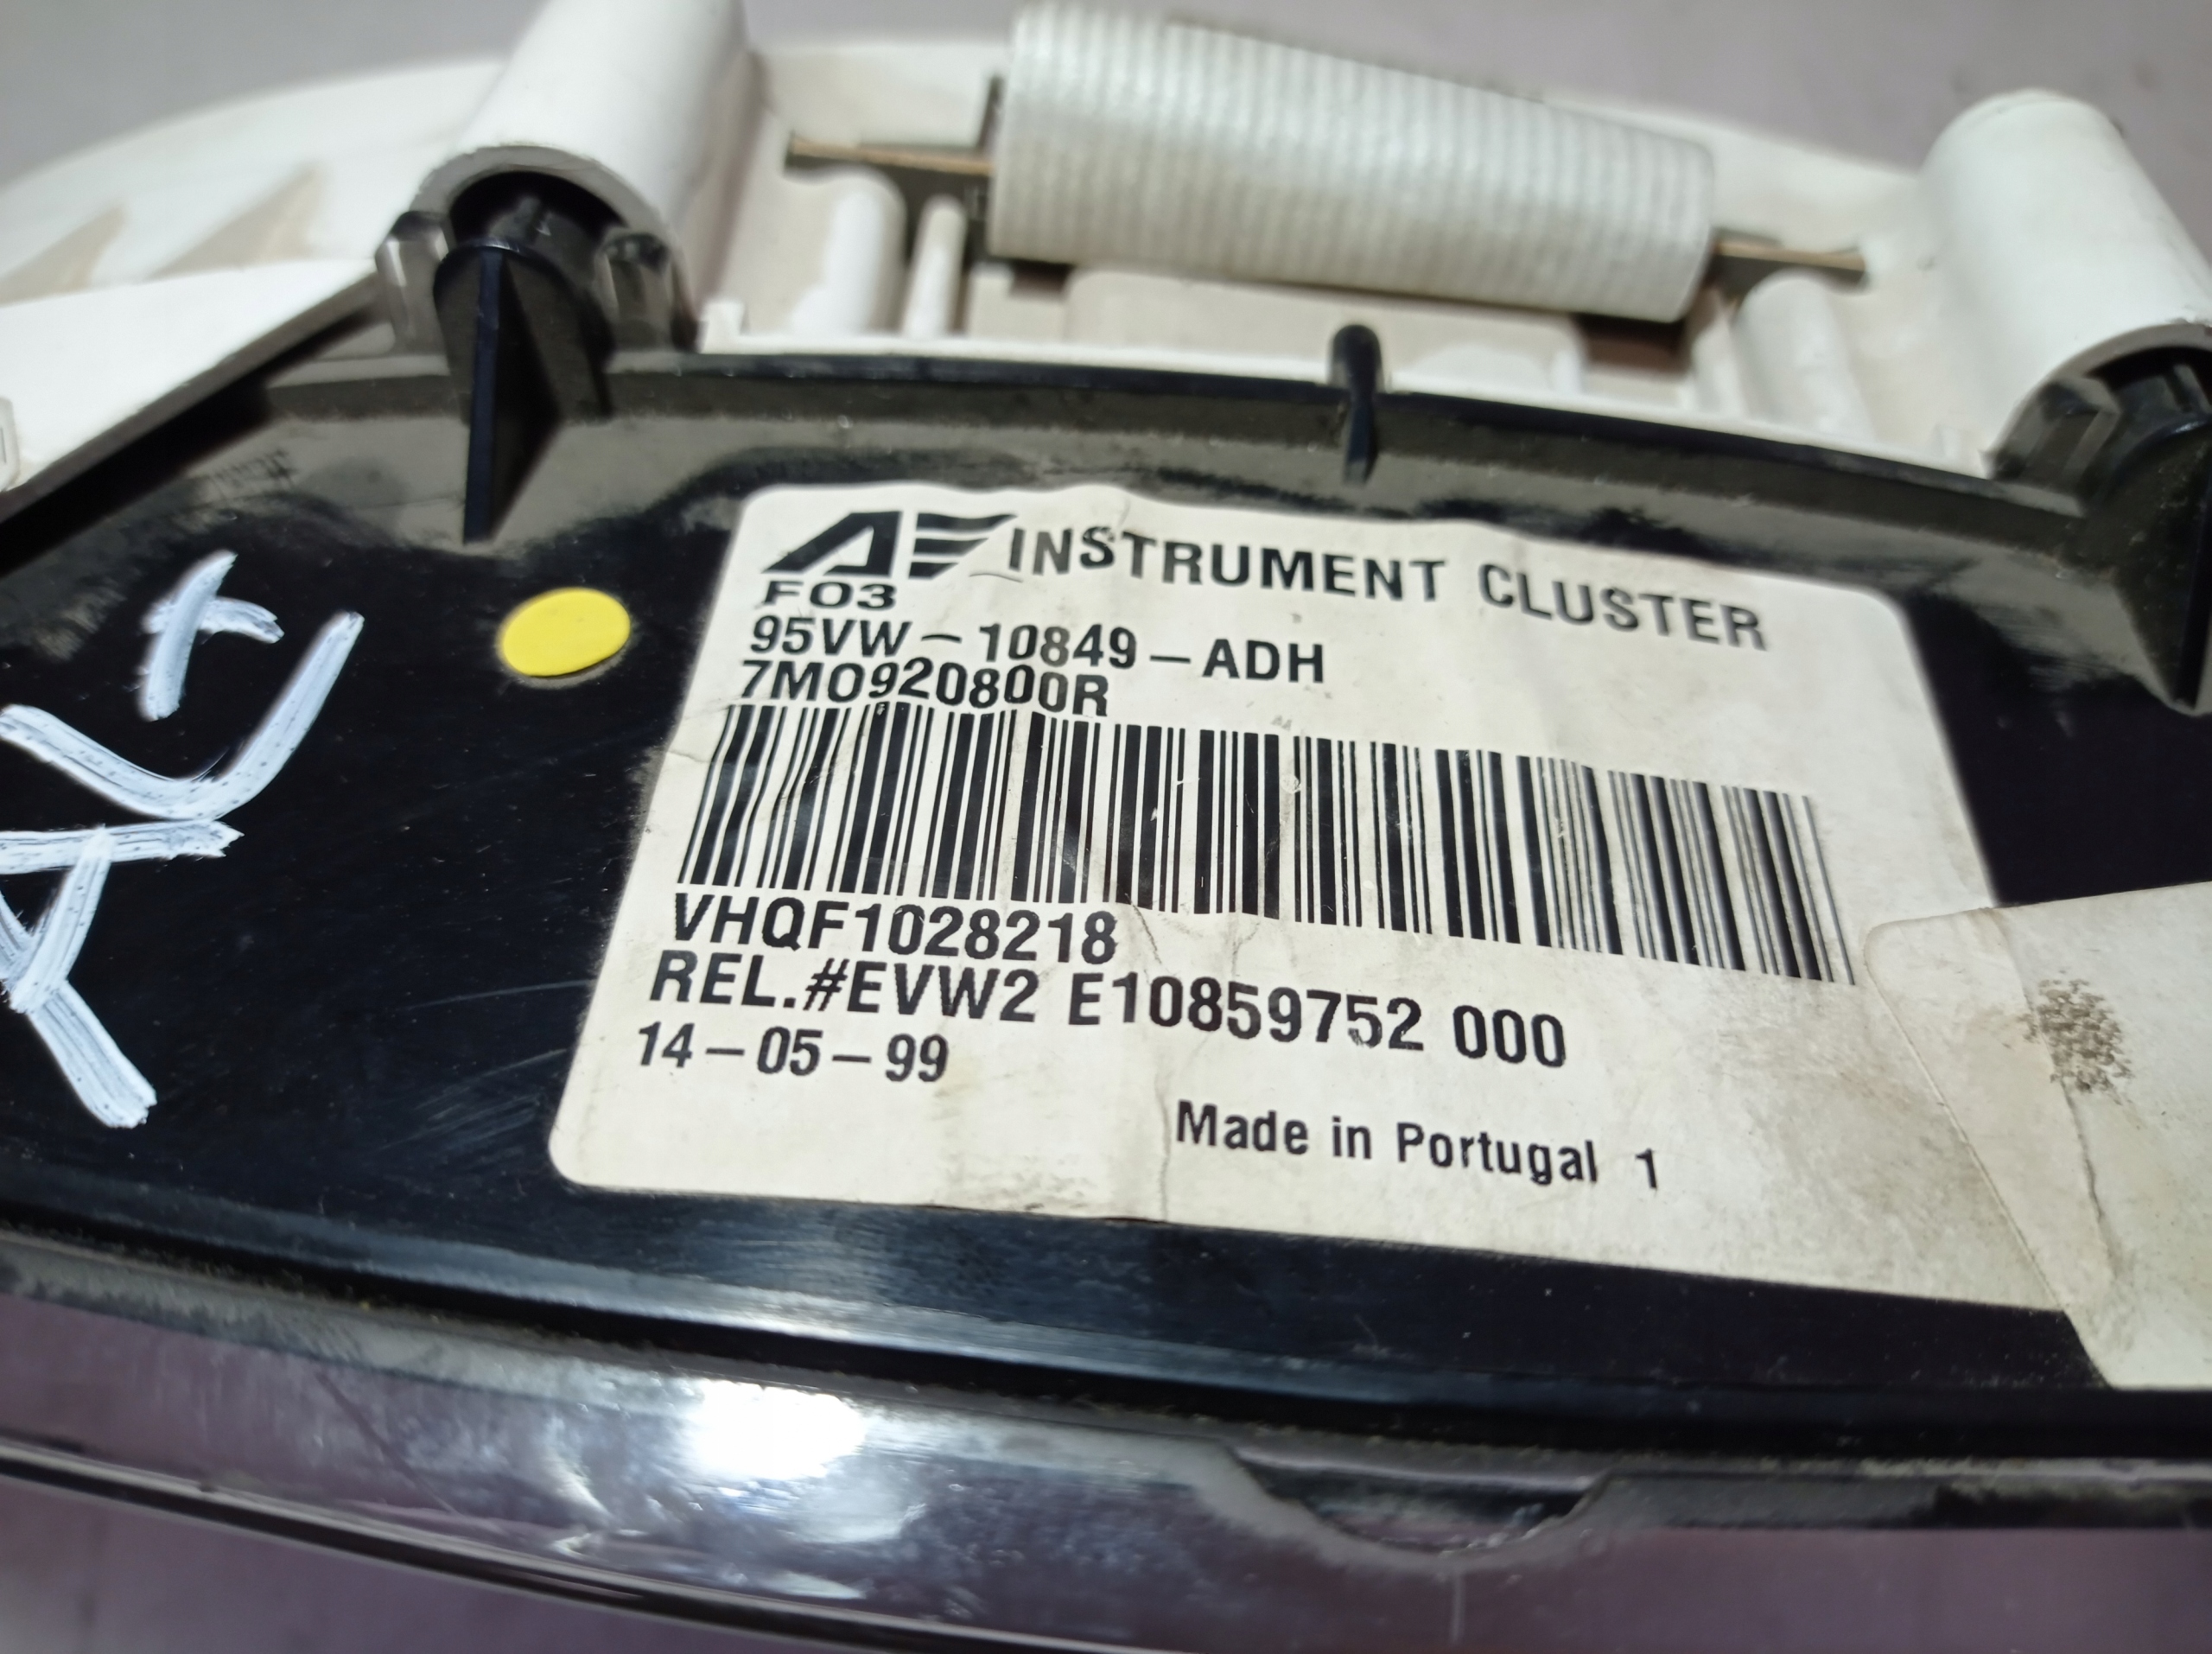 INSTRUMENT CLUSTER
F03
95VW-10849-ADH
7M0920800R
VHQF1028218
REL.#EVW2 E10859752 000
14-05-99
Made in Portugal 1